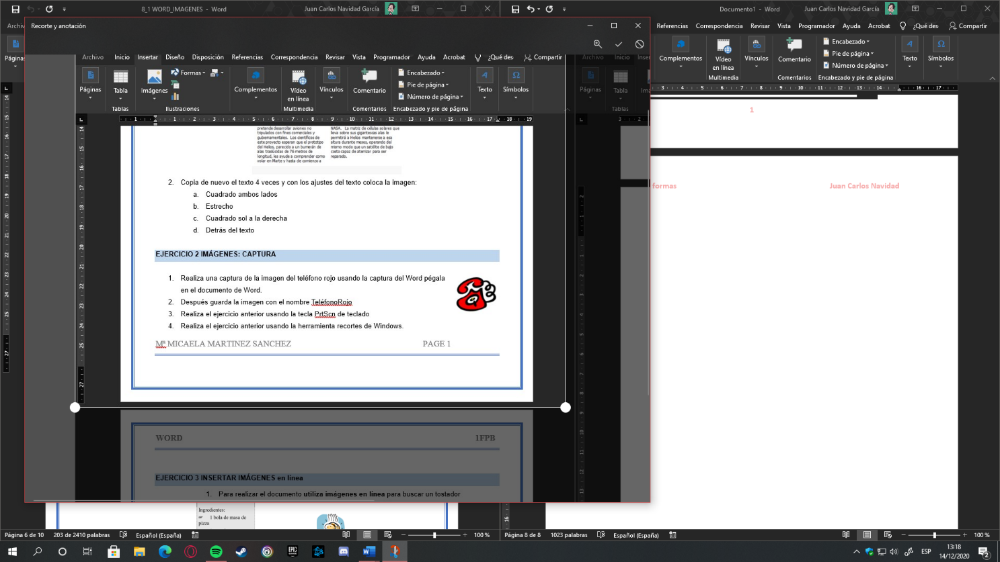 8_1 WORD_IMAGENES - Word
Juan Carlos Navidad García
Documento1 - Word
Juan Carlos Navidad García
Archiv
Recorte y anotación
Referencias
Correspondencia
Revisar
Vista
Programador
Ayuda
Acrobat
¿Qué des
Compartir
Páginas
Complementos
Vídeo en línea
Vínculos
Comentario
Encabezado
Pie de página
Número de página
Texto
Símbolos
Multimedia
Comentarios
Encabezado y pie de página
Archivo
Inicio
Insertar
Diseño
Disposición
Referencias
Correspondencia
Revisar
Vista
Programador
Ayuda
Acrobat
¿Qué des
Compartir
Archivo
Inicio
Inser
Páginas
Tabla
Imágenes
Formas
Complementos
Vídeo
en línea
Vínculos
Comentario
Encabezado
Pie de página
Número de página
Texto
Símbolos
Páginas
Tabla
Tablas
Ilustraciones
Multimedia
Comentarios
Encabezado y pie de página
Tablas
pretende desarrollar aviones no
tripulados con fines comerciales y
gubernamentales. Los científicos de
este proyecto esperan que el prototipo
del Helios, parecido a un bumerán de
alas traslúcidas de 76 metros de
longitud, les ayude a comprender como
volar en Marte y hasta de comienzo a
NASA. La matriz de células solares que
lleva sobre sus gigantescas alas le
permitirá a Helios mantenerse a esa
altura durante meses, operando del
mismo modo que un satélite de bajo
costo capaz de aterrizar para ser
reparado.
2. Copia de nuevo el texto 4 veces y con los ajustes del texto coloca la imagen:
a. Cuadrado ambos lados
b. Estrecho
c. Cuadrado sol a la derecha
d. Detrás del texto
EJERCICIO 2 IMÁGENES: CAPTURA
1. Realiza una captura de la imagen del teléfono rojo usando la captura del Word pégala
en el documento de Word.
2. Después guarda la imagen con el nombre TeléfonoRojo
3. Realiza el ejercicio anterior usando la tecla PrtScn de teclado
4. Realiza el ejercicio anterior usando la herramienta recortes de Windows.
Mª MICAELA MARTINEZ SANCHEZ
PAGE 1
WORD
1FPB
EJERCICIO 3 INSERTAR IMÁGENES en línea
1. Para realizar el documento utiliza imágenes en línea para buscar un tostador
Ingredientes:
1 bola de masa de
pizza
1
formas
Juan Carlos Navidad
Página 6 de 10
203 de 2410 palabras
Español (España)
100 %
Página 8 de 8
1023 palabras
Español (España)
100 %
EPIC
ESP
13:18
14/12/2020
2